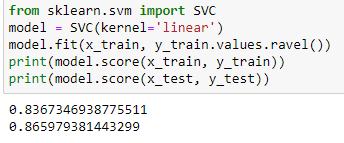 from sklearn.svm import SVC
model = SVC(kernel='linear')
model.fit(x_train, y_train.values.ravel())
print(model.score(x_train, y_train))
print(model.score(x_test, y_test))
0.8367346938775511
0.865979381443299